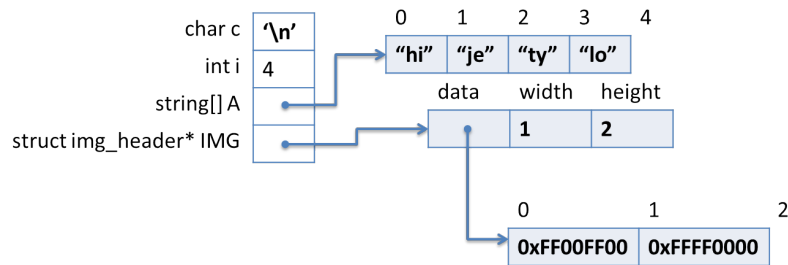 0 1 2 3 4
char c '\n' "hi" "je" "ty" "lo"
int i 4
string[] A data width height
struct img_header* IMG 1 2
0 1 2
0xFF00FF00 0xFFFF0000